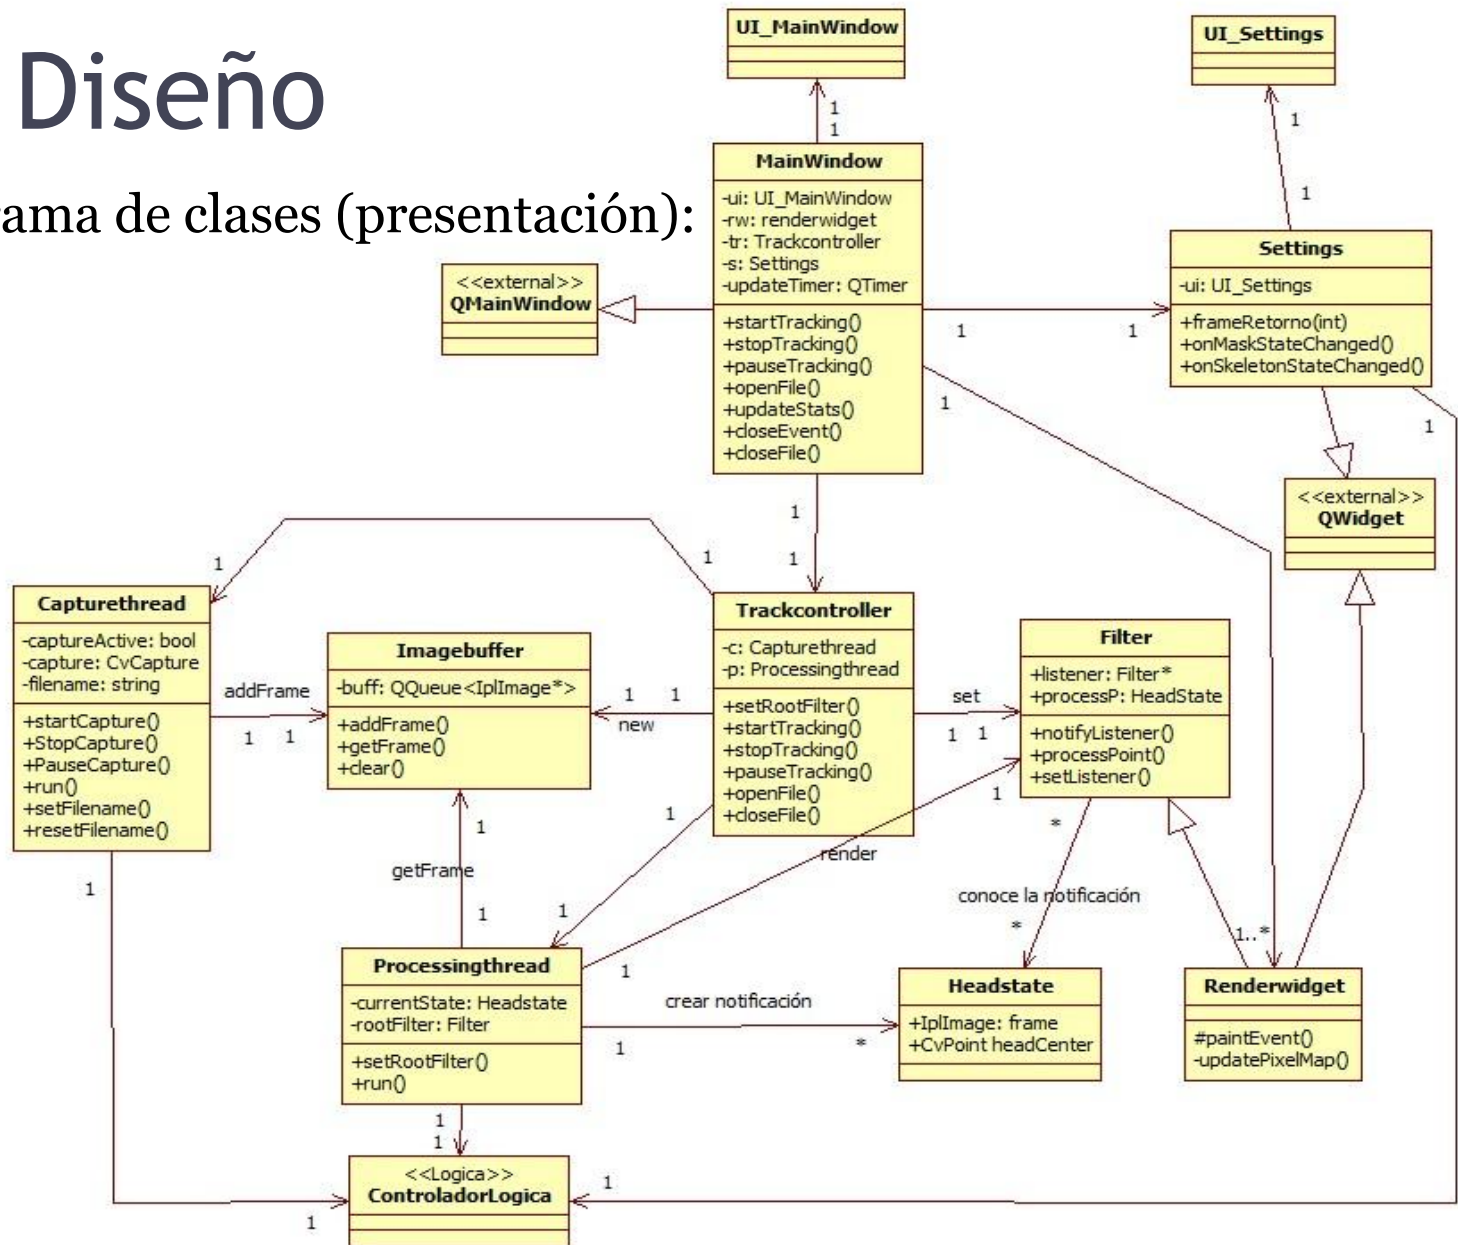 Diseño
rama de clases (presentación):
UI_MainWindow
1
1
UI_Settings
1
1
MainWindow
-ui: UI_MainWindow
-rw: renderwidget
-tr: Trackcontroller
-s: Settings
-updateTimer: QTimer
+startTracking()
+stopTracking()
+pauseTracking()
+openFile()
+updateStats()
+closeEvent()
+closeFile()
<<external>>
QMainWindow
1
1
Settings
-ui: UI_Settings
+frameRetorno(int)
+onMaskStateChanged()
+onSkeletonStateChanged()
1
1
<<external>>
QWidget
1
1
1
1
Capturethread
-captureActive: bool
-capture: CvCapture
-filename: string
+startCapture()
+StopCapture()
+PauseCapture()
+run()
+setFilename()
+resetFilename()
addFrame
1 1
Imagebuffer
-buff: QQueue<IplImage*>
+addFrame()
+getFrame()
+clear()
1 1
new
Trackcontroller
-c: Capturethread
-p: Processingthread
+setRootFilter()
+startTracking()
+stopTracking()
+pauseTracking()
+openFile()
+closeFile()
set
1 1
Filter
+listener: Filter*
+processP: HeadState
+notifyListener()
+processPoint()
+setListener()
1
1
1
*
render
getFrame
conoce la notificación
1
1
*
1..*
Processingthread
-currentState: Headstate
-rootFilter: Filter
+setRootFilter()
+run()
1
crear notificación
1
*
Headstate
+IplImage: frame
+CvPoint headCenter
Renderwidget
#paintEvent()
-updatePixelMap()
1
1
1
<<Logica>>
ControladorLogica
1
1